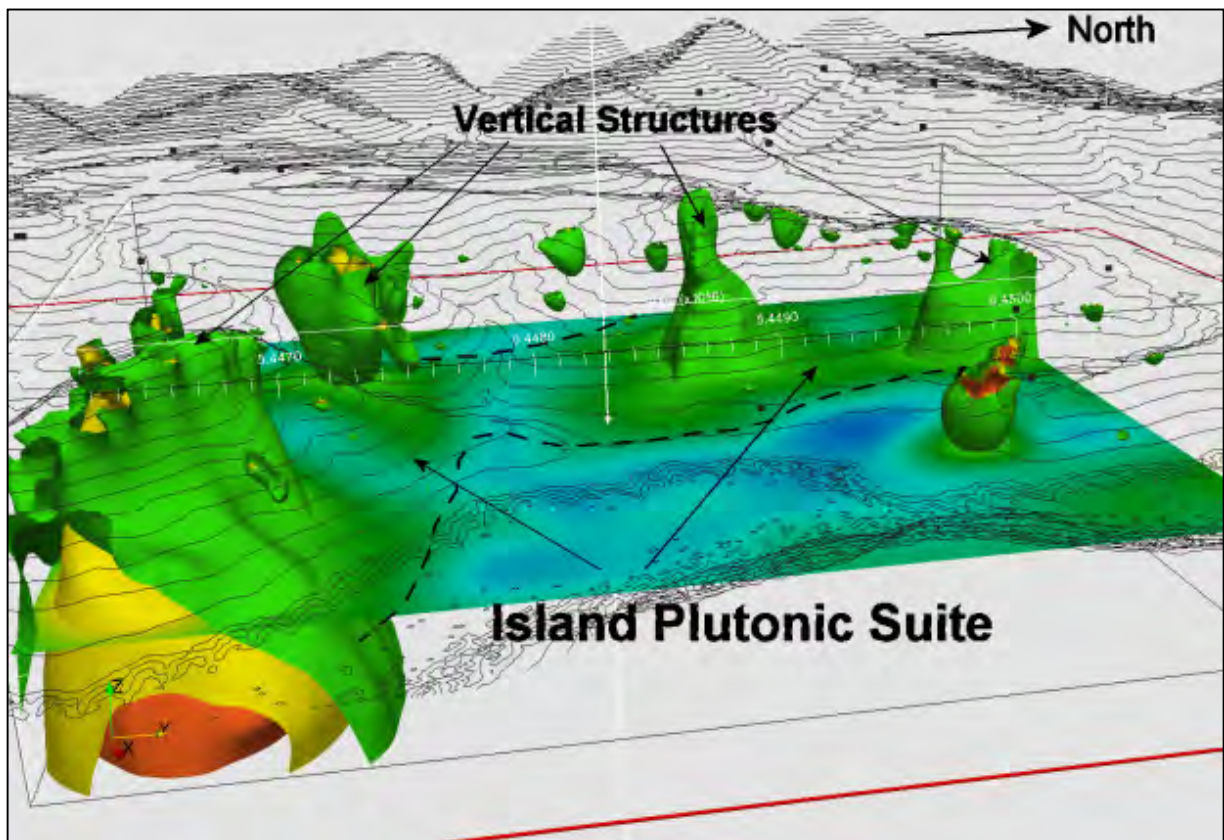 North
Vertical Structures
5.4500
5.4490
5.4480
5.4470
Island Plutonic Suite
Z
Y
X